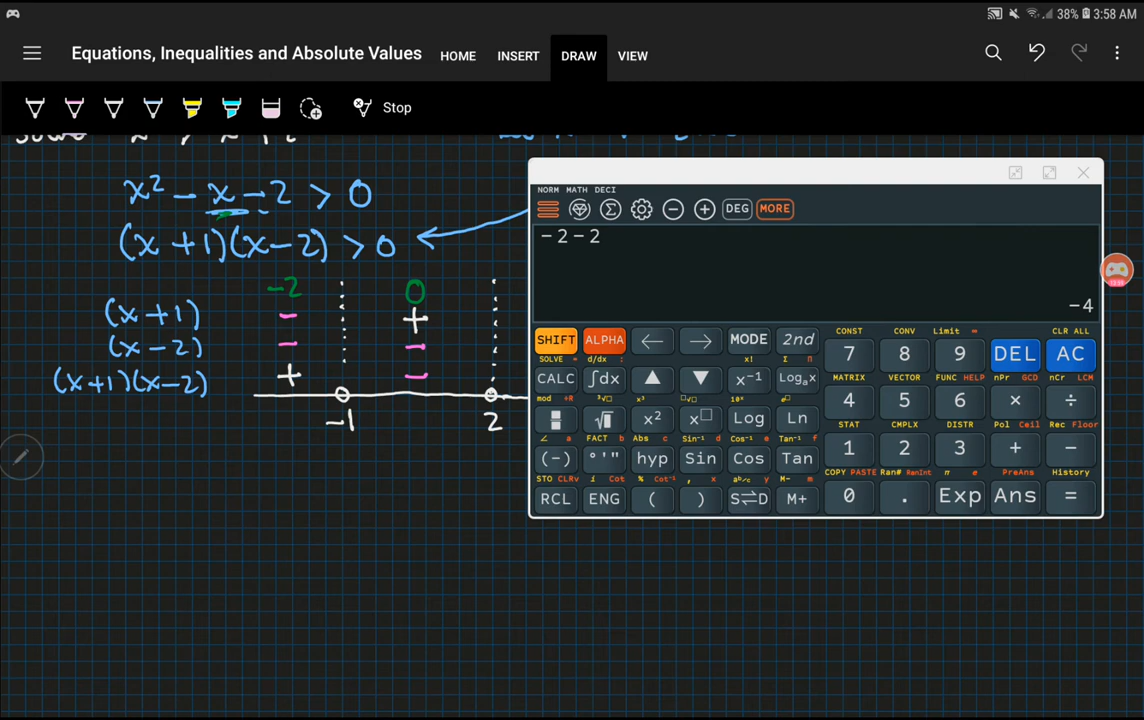 38% 3:58 AM
Equations, Inequalities and Absolute Values HOME INSERT DRAW VIEW
Stop
x² - x - 2 > 0
(x + 1)(x - 2) > 0
-2 0
(x + 1) - +
(x - 2) - -
(x+1)(x-2) + -
-1 2
NORM MATH DECI
DEG MORE
-2-2
-4
CONST CONV Limit ∞ CLR ALL
SHIFT ALPHA ← → MODE 2nd 7 8 9 DEL AC
SOLVE = d/dx : x! Σ Π MATRIX VECTOR FUNC HELP nPr GCD nCr LCM
CALC ∫dx ▲ ▼ x⁻¹ Logₐx 4 5 6 × ÷
mod ÷R ³√□ x³ ˣ√□ √□ 10□ e□ STAT CMPLX DISTR Pol Ceil Rec Floor
√□ x² x□ Log Ln 1 2 3 + −
∠ a FACT b Abs c Sin⁻¹ d Cos⁻¹ e Tan⁻¹ f COPY PASTE Ran# RanInt π e PreAns History
(−) °'" hyp Sin Cos Tan 0 . Exp Ans =
STO CLRv i Cot % Cot⁻¹ , x a b/c y M- m
RCL ENG ( ) S⇌D M+